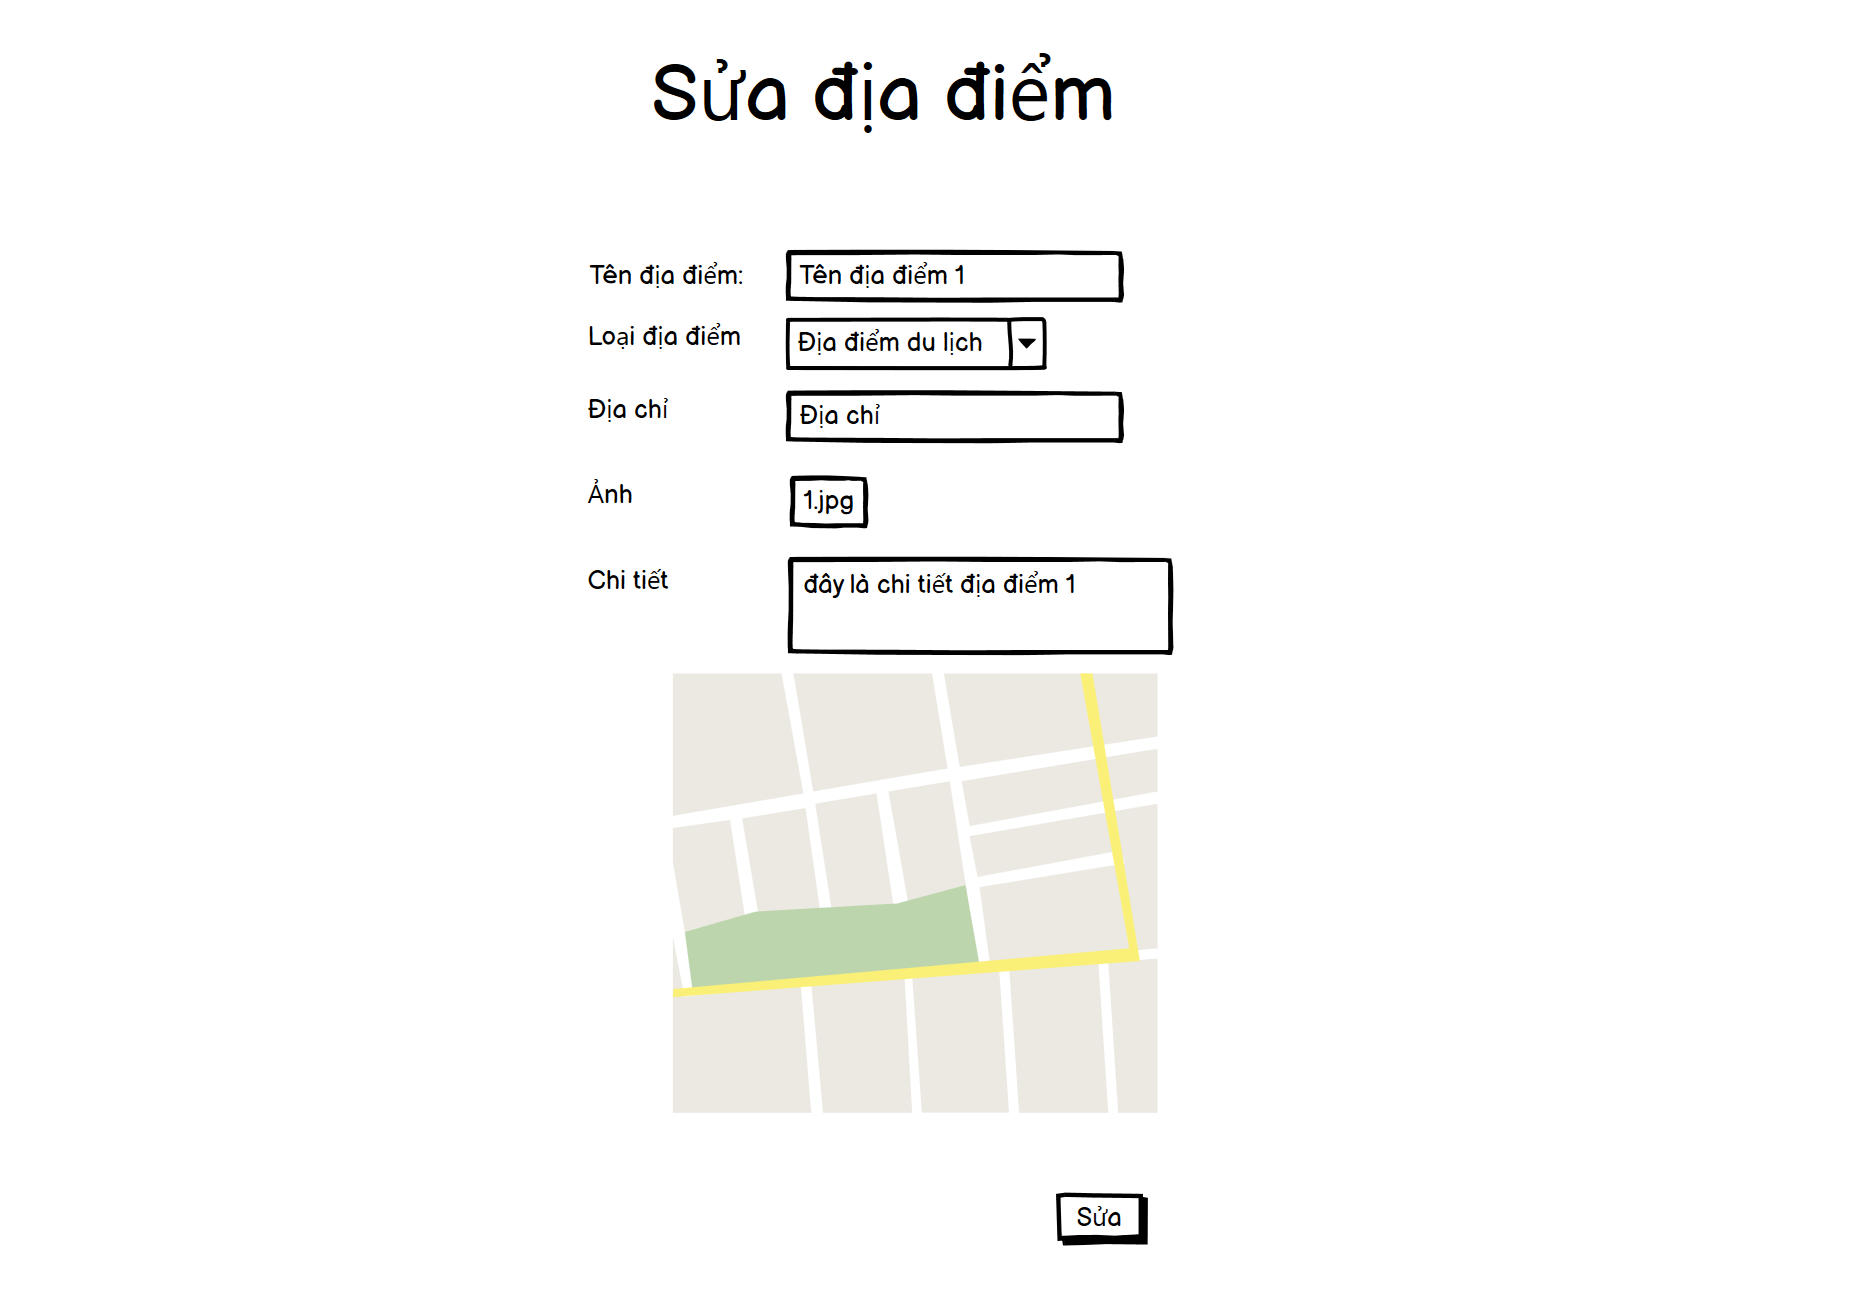 Sửa địa điểm
Tên địa điểm: Tên địa điểm 1
Loại địa điểm Địa điểm du lịch
Địa chỉ Địa chỉ
Ảnh 1.jpg
Chi tiết đây là chi tiết địa điểm 1
Sửa